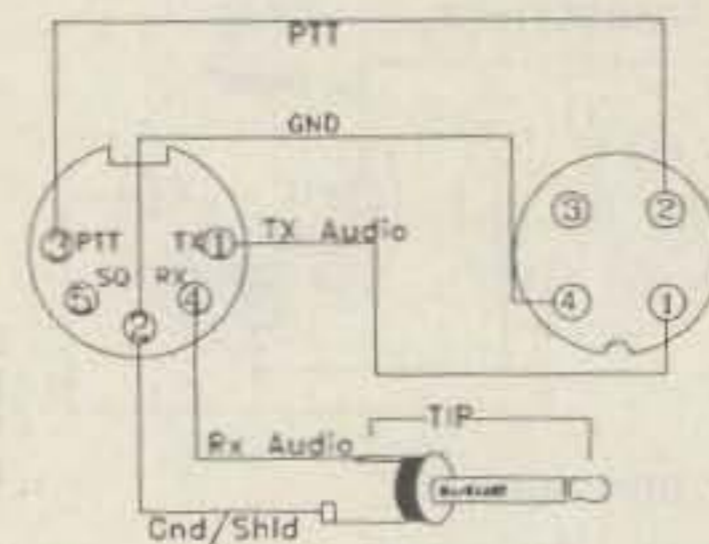 PTT
GND
3 PTT TX 1 TX Audio
3 2
5 SQ RX 4
2
4 1
TIP
Rx Audio
Gnd/Shld